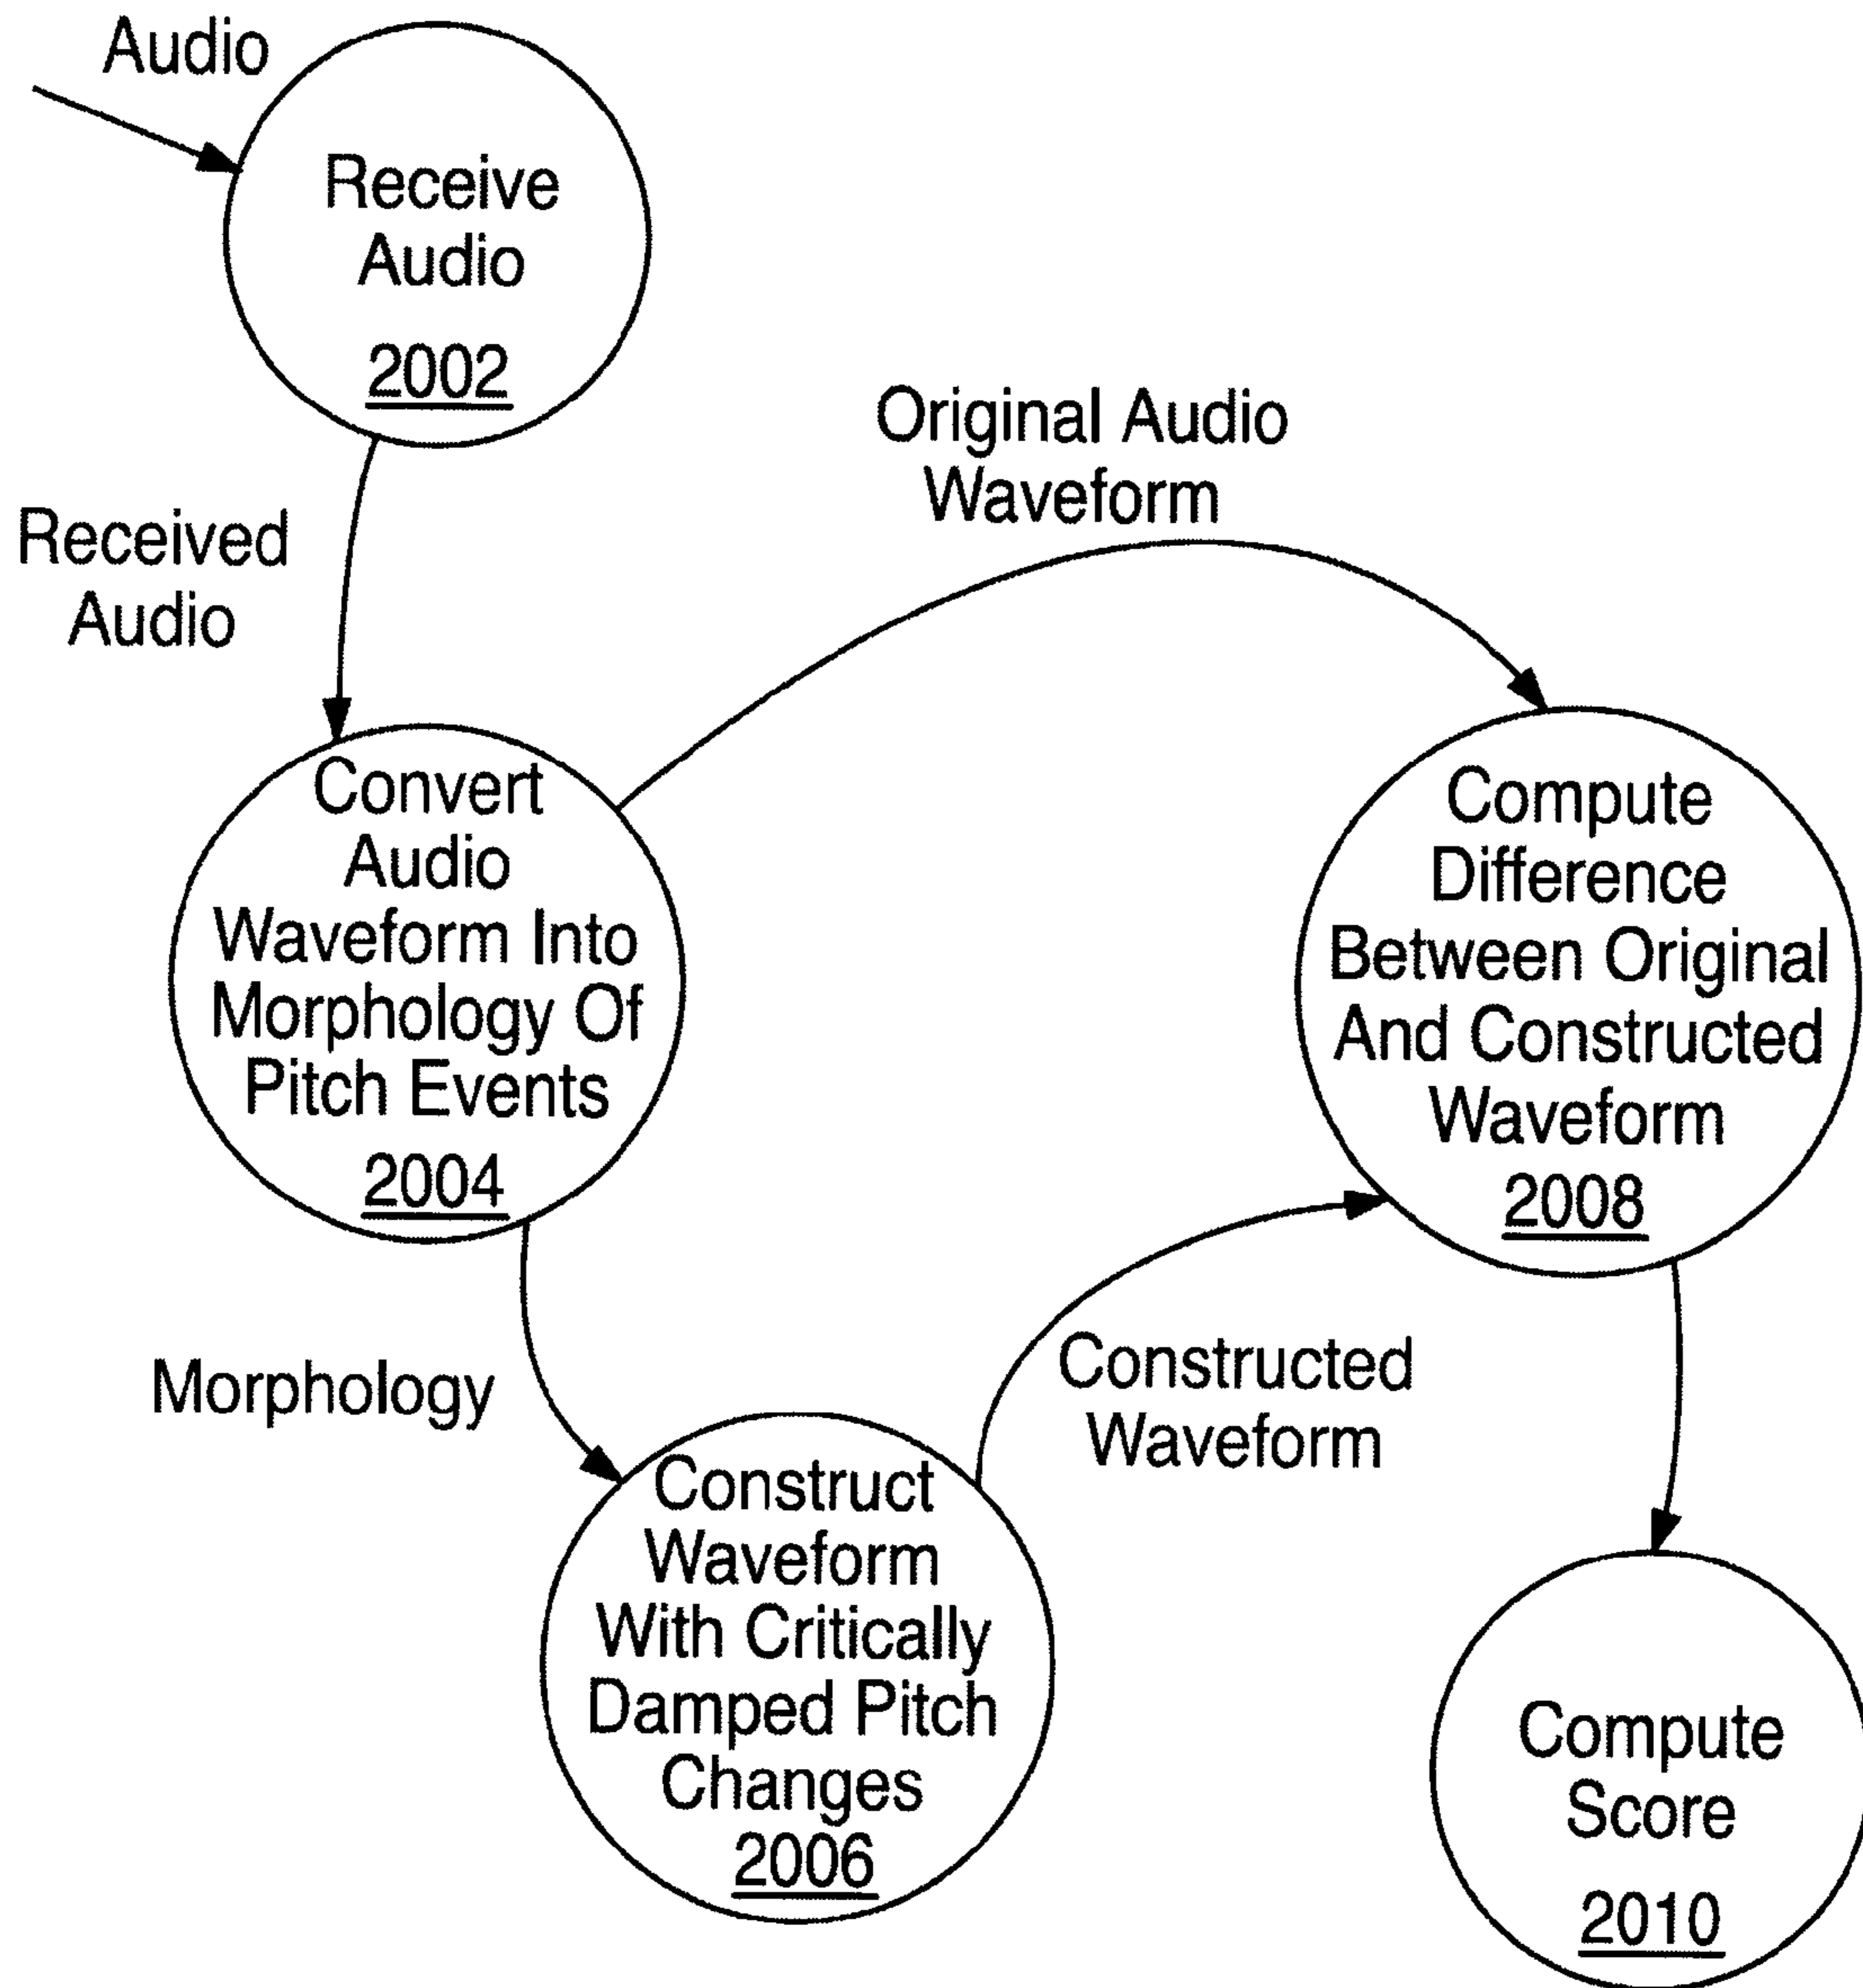 Audio
Receive
Audio
2002
Original Audio
Waveform
Received
Audio
Convert
Audio
Waveform Into
Morphology Of
Pitch Events
2004
Compute
Difference
Between Original
And Constructed
Waveform
2008
Morphology
Constructed
Waveform
Construct
Waveform
With Critically
Damped Pitch
Changes
2006
Compute
Score
2010